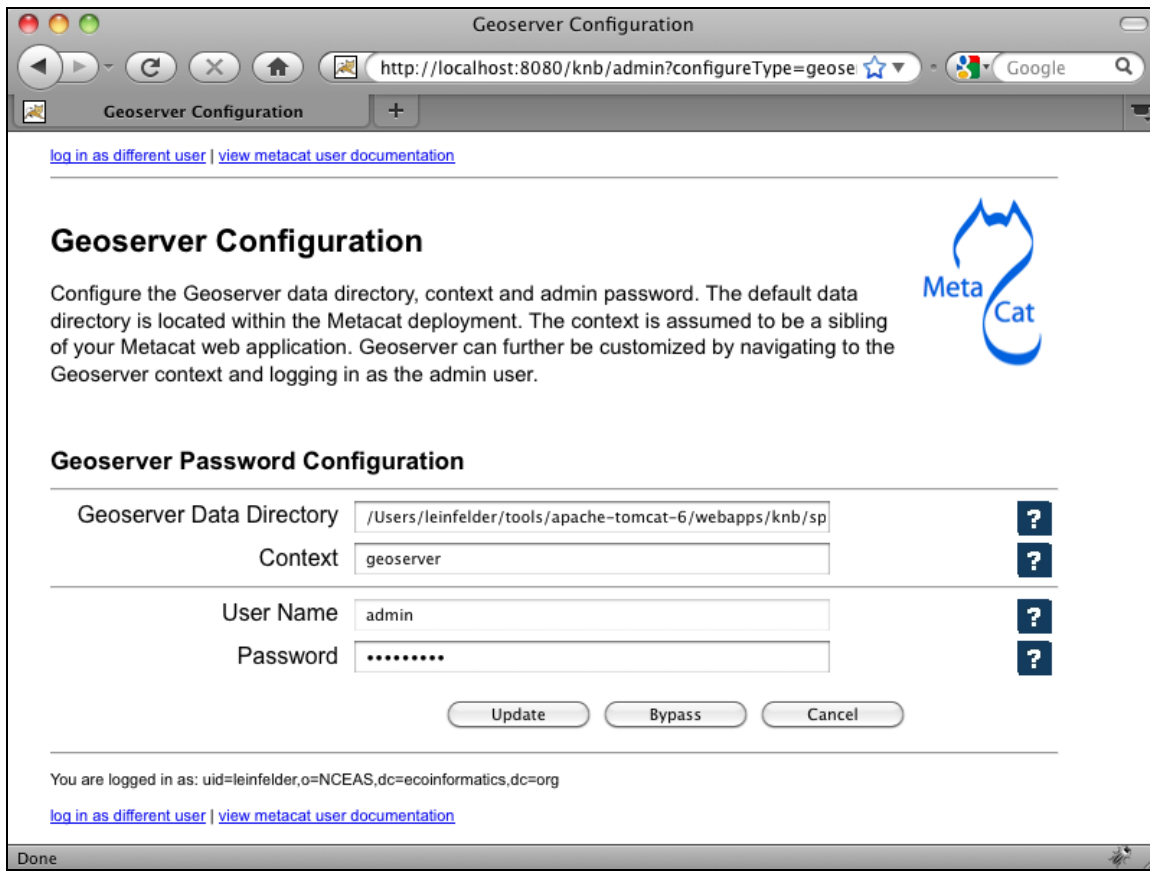 Geoserver Configuration
http://localhost:8080/knb/admin?configureType=geose
Google
Geoserver Configuration
+
log in as different user | view metacat user documentation
Geoserver Configuration
Meta
Cat
Configure the Geoserver data directory, context and admin password. The default data
directory is located within the Metacat deployment. The context is assumed to be a sibling
of your Metacat web application. Geoserver can further be customized by navigating to the
Geoserver context and logging in as the admin user.
Geoserver Password Configuration
Geoserver Data Directory /Users/leinfelder/tools/apache-tomcat-6/webapps/knb/sp ?
Context geoserver ?
User Name admin ?
Password ••••••••• ?
Update Bypass Cancel
You are logged in as: uid=leinfelder,o=NCEAS,dc=ecoinformatics,dc=org
log in as different user | view metacat user documentation
Done